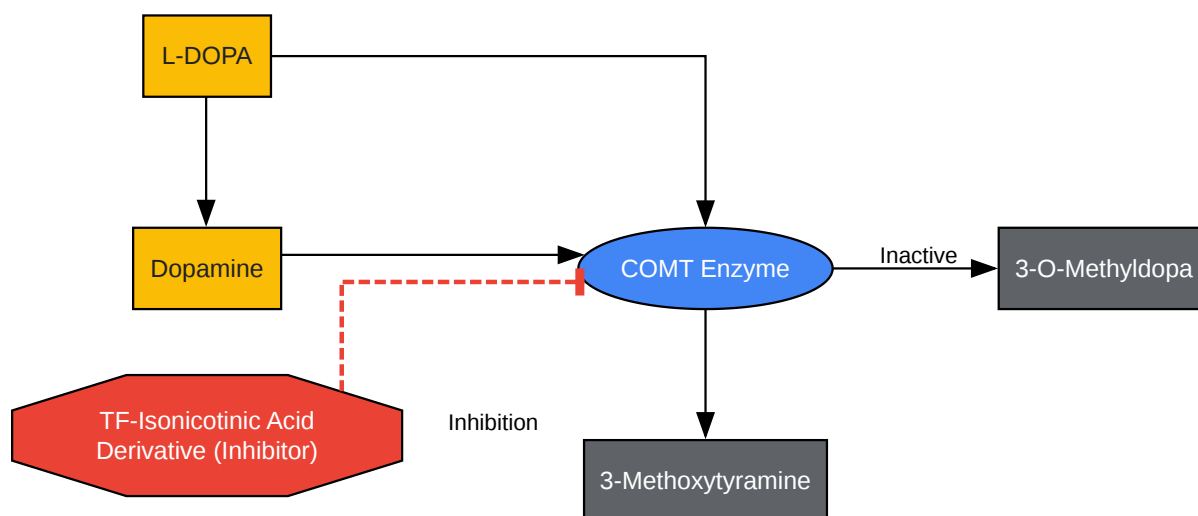 L-DOPA
Dopamine
COMT Enzyme
Inactive
3-O-Methyldopa
TF-Isonicotinic Acid
Derivative (Inhibitor)
Inhibition
3-Methoxytyramine